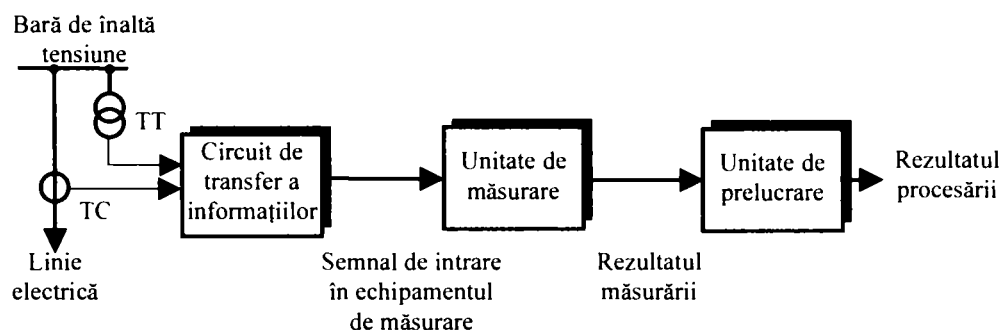 Bară de înaltă
tensiune
TT
TC
Linie
electrică
Circuit de
transfer a
informațiilor
Semnal de intrare
în echipamentul
de măsurare
Unitate de
măsurare
Rezultatul
măsurării
Unitate de
prelucrare
Rezultatul
procesării